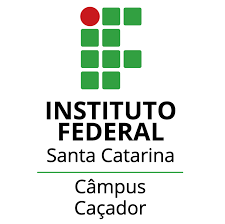 INSTITUTO
FEDERAL
Santa Catarina
Câmpus
Caçador